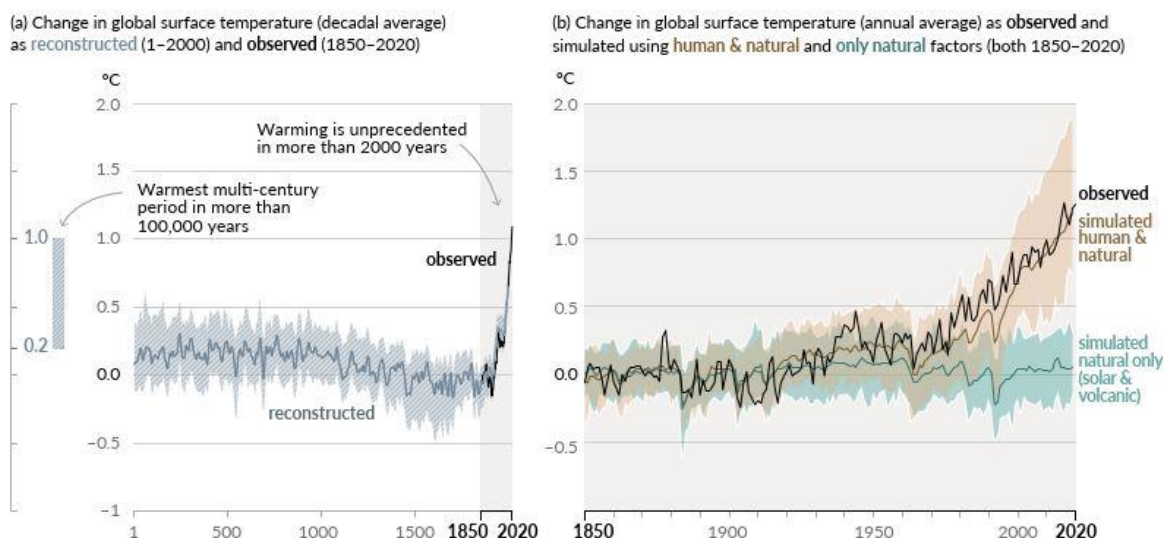 (a) Change in global surface temperature (decadal average)
as reconstructed (1–2000) and observed (1850–2020)
°C
2.0
1.5
1.0
0.5
0.0
–0.5
–1
1.0
0.2
Warming is unprecedented
in more than 2000 years
Warmest multi-century
period in more than
100,000 years
observed
reconstructed
1
500
1000
1500
1850
2020
(b) Change in global surface temperature (annual average) as observed and
simulated using human & natural and only natural factors (both 1850–2020)
°C
2.0
1.5
1.0
0.5
0.0
–0.5
observed
simulated
human &
natural
simulated
natural only
(solar &
volcanic)
1850
1900
1950
2000
2020